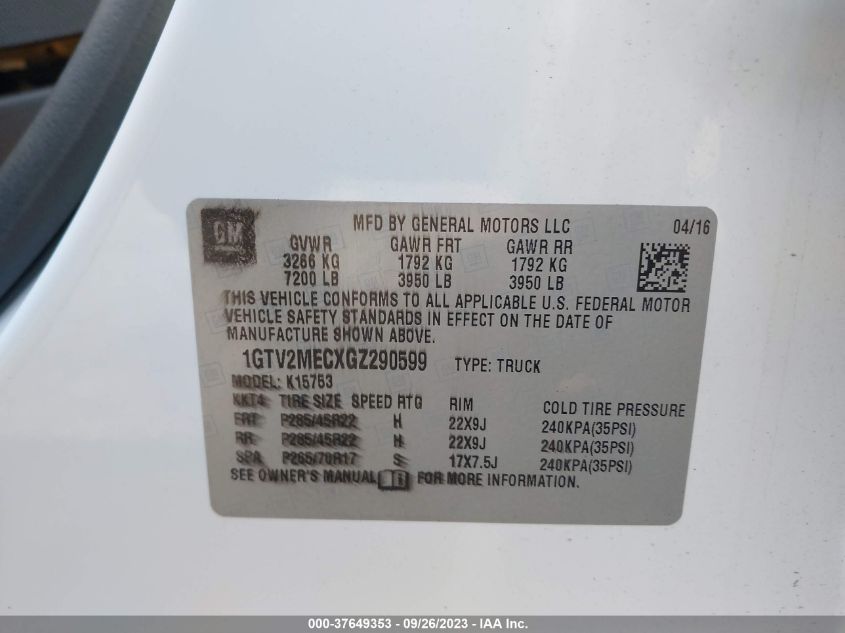 GM
MFD BY GENERAL MOTORS LLC 04/16
GVWR GAWR FRT GAWR RR
3266 KG 1792 KG 1792 KG
7200 LB 3950 LB 3950 LB
THIS VEHICLE CONFORMS TO ALL APPLICABLE U.S. FEDERAL MOTOR
VEHICLE SAFETY STANDARDS IN EFFECT ON THE DATE OF
MANUFACTURE SHOWN ABOVE.
1GTV2MECXGZ290599 TYPE: TRUCK
MODEL: K15753
KKT4 TIRE SIZE SPEED RTG RIM COLD TIRE PRESSURE
FRT P285/45R22 H 22X9J 240KPA(35PSI)
RR P285/45R22 H 22X9J 240KPA(35PSI)
SPA P265/70R17 S 17X7.5J 240KPA(35PSI)
SEE OWNER'S MANUAL FOR MORE INFORMATION.
000-37649353 - 09/26/2023 - IAA Inc.